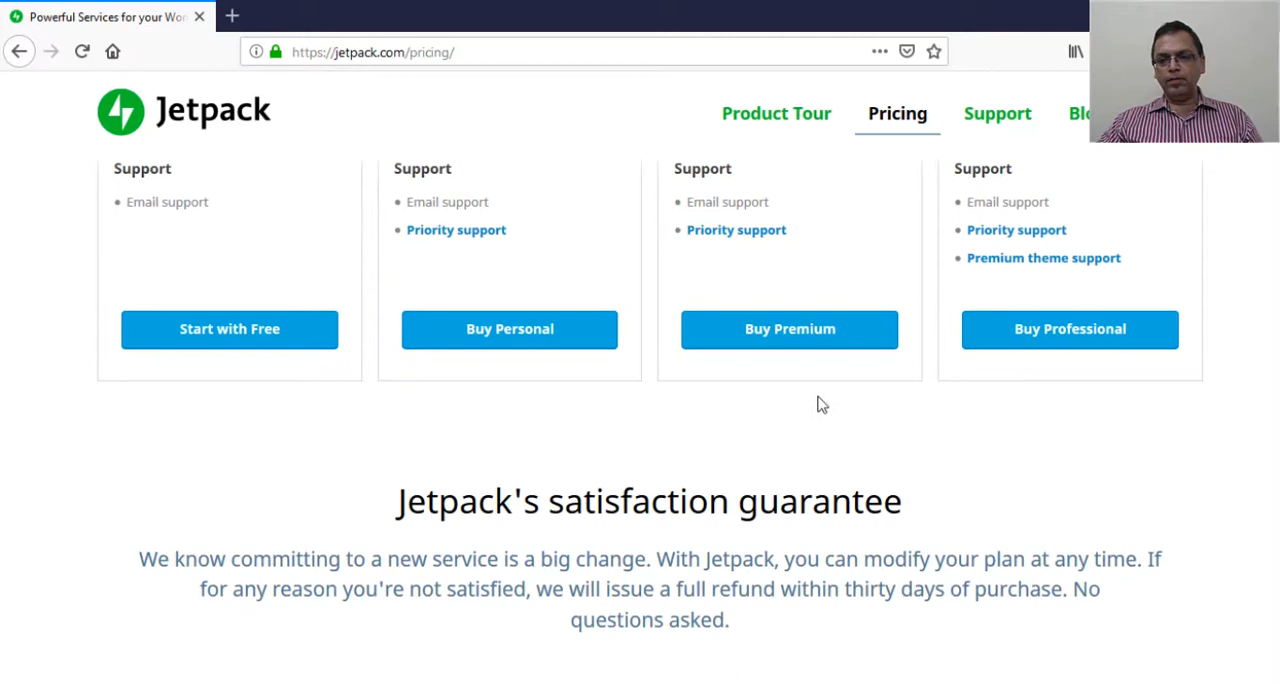 Powerful Services for your Wor
https://jetpack.com/pricing/
Jetpack
Product Tour
Pricing
Support
Support
Email support
Start with Free
Support
Email support
Priority support
Buy Personal
Support
Email support
Priority support
Buy Premium
Support
Email support
Priority support
Premium theme support
Buy Professional
Jetpack's satisfaction guarantee
We know committing to a new service is a big change. With Jetpack, you can modify your plan at any time. If
for any reason you're not satisfied, we will issue a full refund within thirty days of purchase. No
questions asked.